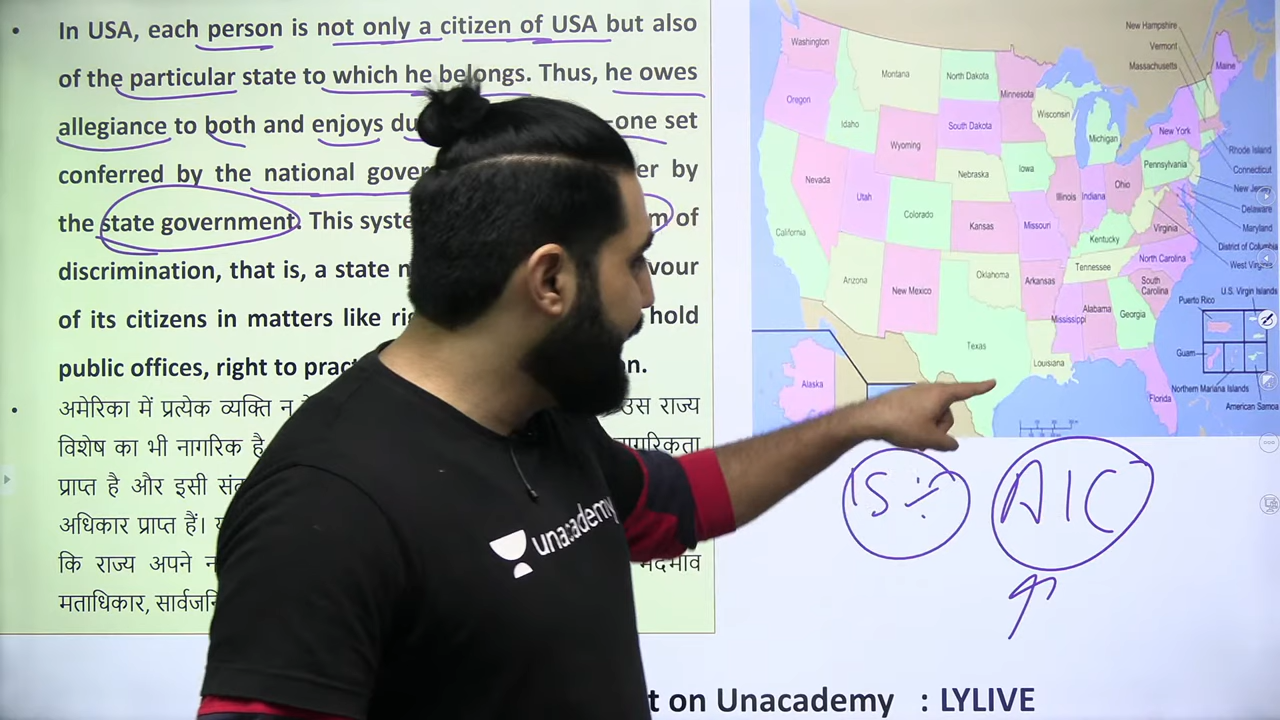 In USA, each person is not only a citizen of USA but also
of the particular state to which he belongs. Thus, he owes
allegiance to both and enjoys du one set
conferred by the national gover er by
the state government. This syste m of
discrimination, that is, a state n vour
of its citizens in matters like rig hold
public offices, right to pract n.
अमेरिका में प्रत्येक व्यक्ति न उस राज्य
विशेष का भी नागरिक है
प्राप्त है और इसी
अधिकार प्राप्त हैं।
कि राज्य अपने भेदभाव
मताधिकार,
unacademy
t on Unacademy : LYLIVE
Washington
Oregon
California
Nevada
Idaho
Montana
Wyoming
Utah
Arizona
Colorado
New Mexico
North Dakota
South Dakota
Nebraska
Kansas
Oklahoma
Texas
Minnesota
Iowa
Missouri
Arkansas
Louisiana
Wisconsin
Illinois
Michigan
Indiana
Ohio
Kentucky
Tennessee
Mississippi
Alabama
Georgia
Florida
South
Carolina
North Carolina
Virginia
Pennsylvania
New York
Maine
New Hampshire
Vermont
Massachusetts
Rhode Island
Connecticut
New Jersey
Delaware
Maryland
District of Columbia
West Virginia
U.S. Virgin Islands
Puerto Rico
Guam
Northern Mariana Islands
American Samoa
Alaska
AIC